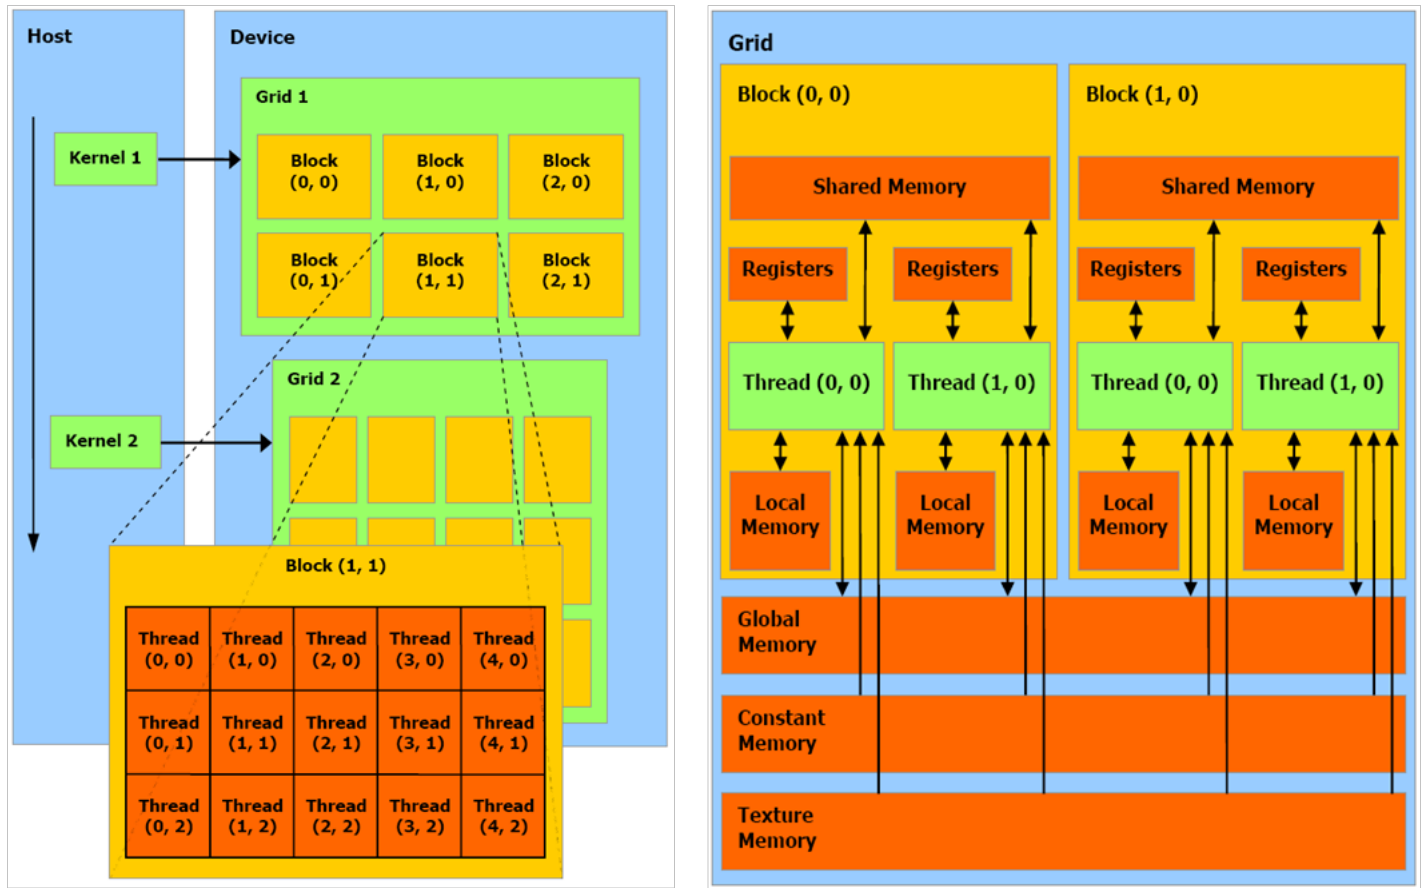 Host
Device
Grid 1
Kernel 1
Block
(0, 0)
Block
(1, 0)
Block
(2, 0)
Block
(0, 1)
Block
(1, 1)
Block
(2, 1)
Grid 2
Kernel 2
Block (1, 1)
Thread
(0, 0)
Thread
(1, 0)
Thread
(2, 0)
Thread
(3, 0)
Thread
(4, 0)
Thread
(0, 1)
Thread
(1, 1)
Thread
(2, 1)
Thread
(3, 1)
Thread
(4, 1)
Thread
(0, 2)
Thread
(1, 2)
Thread
(2, 2)
Thread
(3, 2)
Thread
(4, 2)
Grid
Block (0, 0)
Shared Memory
Registers
Registers
Thread (0, 0)
Thread (1, 0)
Local
Memory
Local
Memory
Block (1, 0)
Shared Memory
Registers
Registers
Thread (0, 0)
Thread (1, 0)
Local
Memory
Local
Memory
Global
Memory
Constant
Memory
Texture
Memory